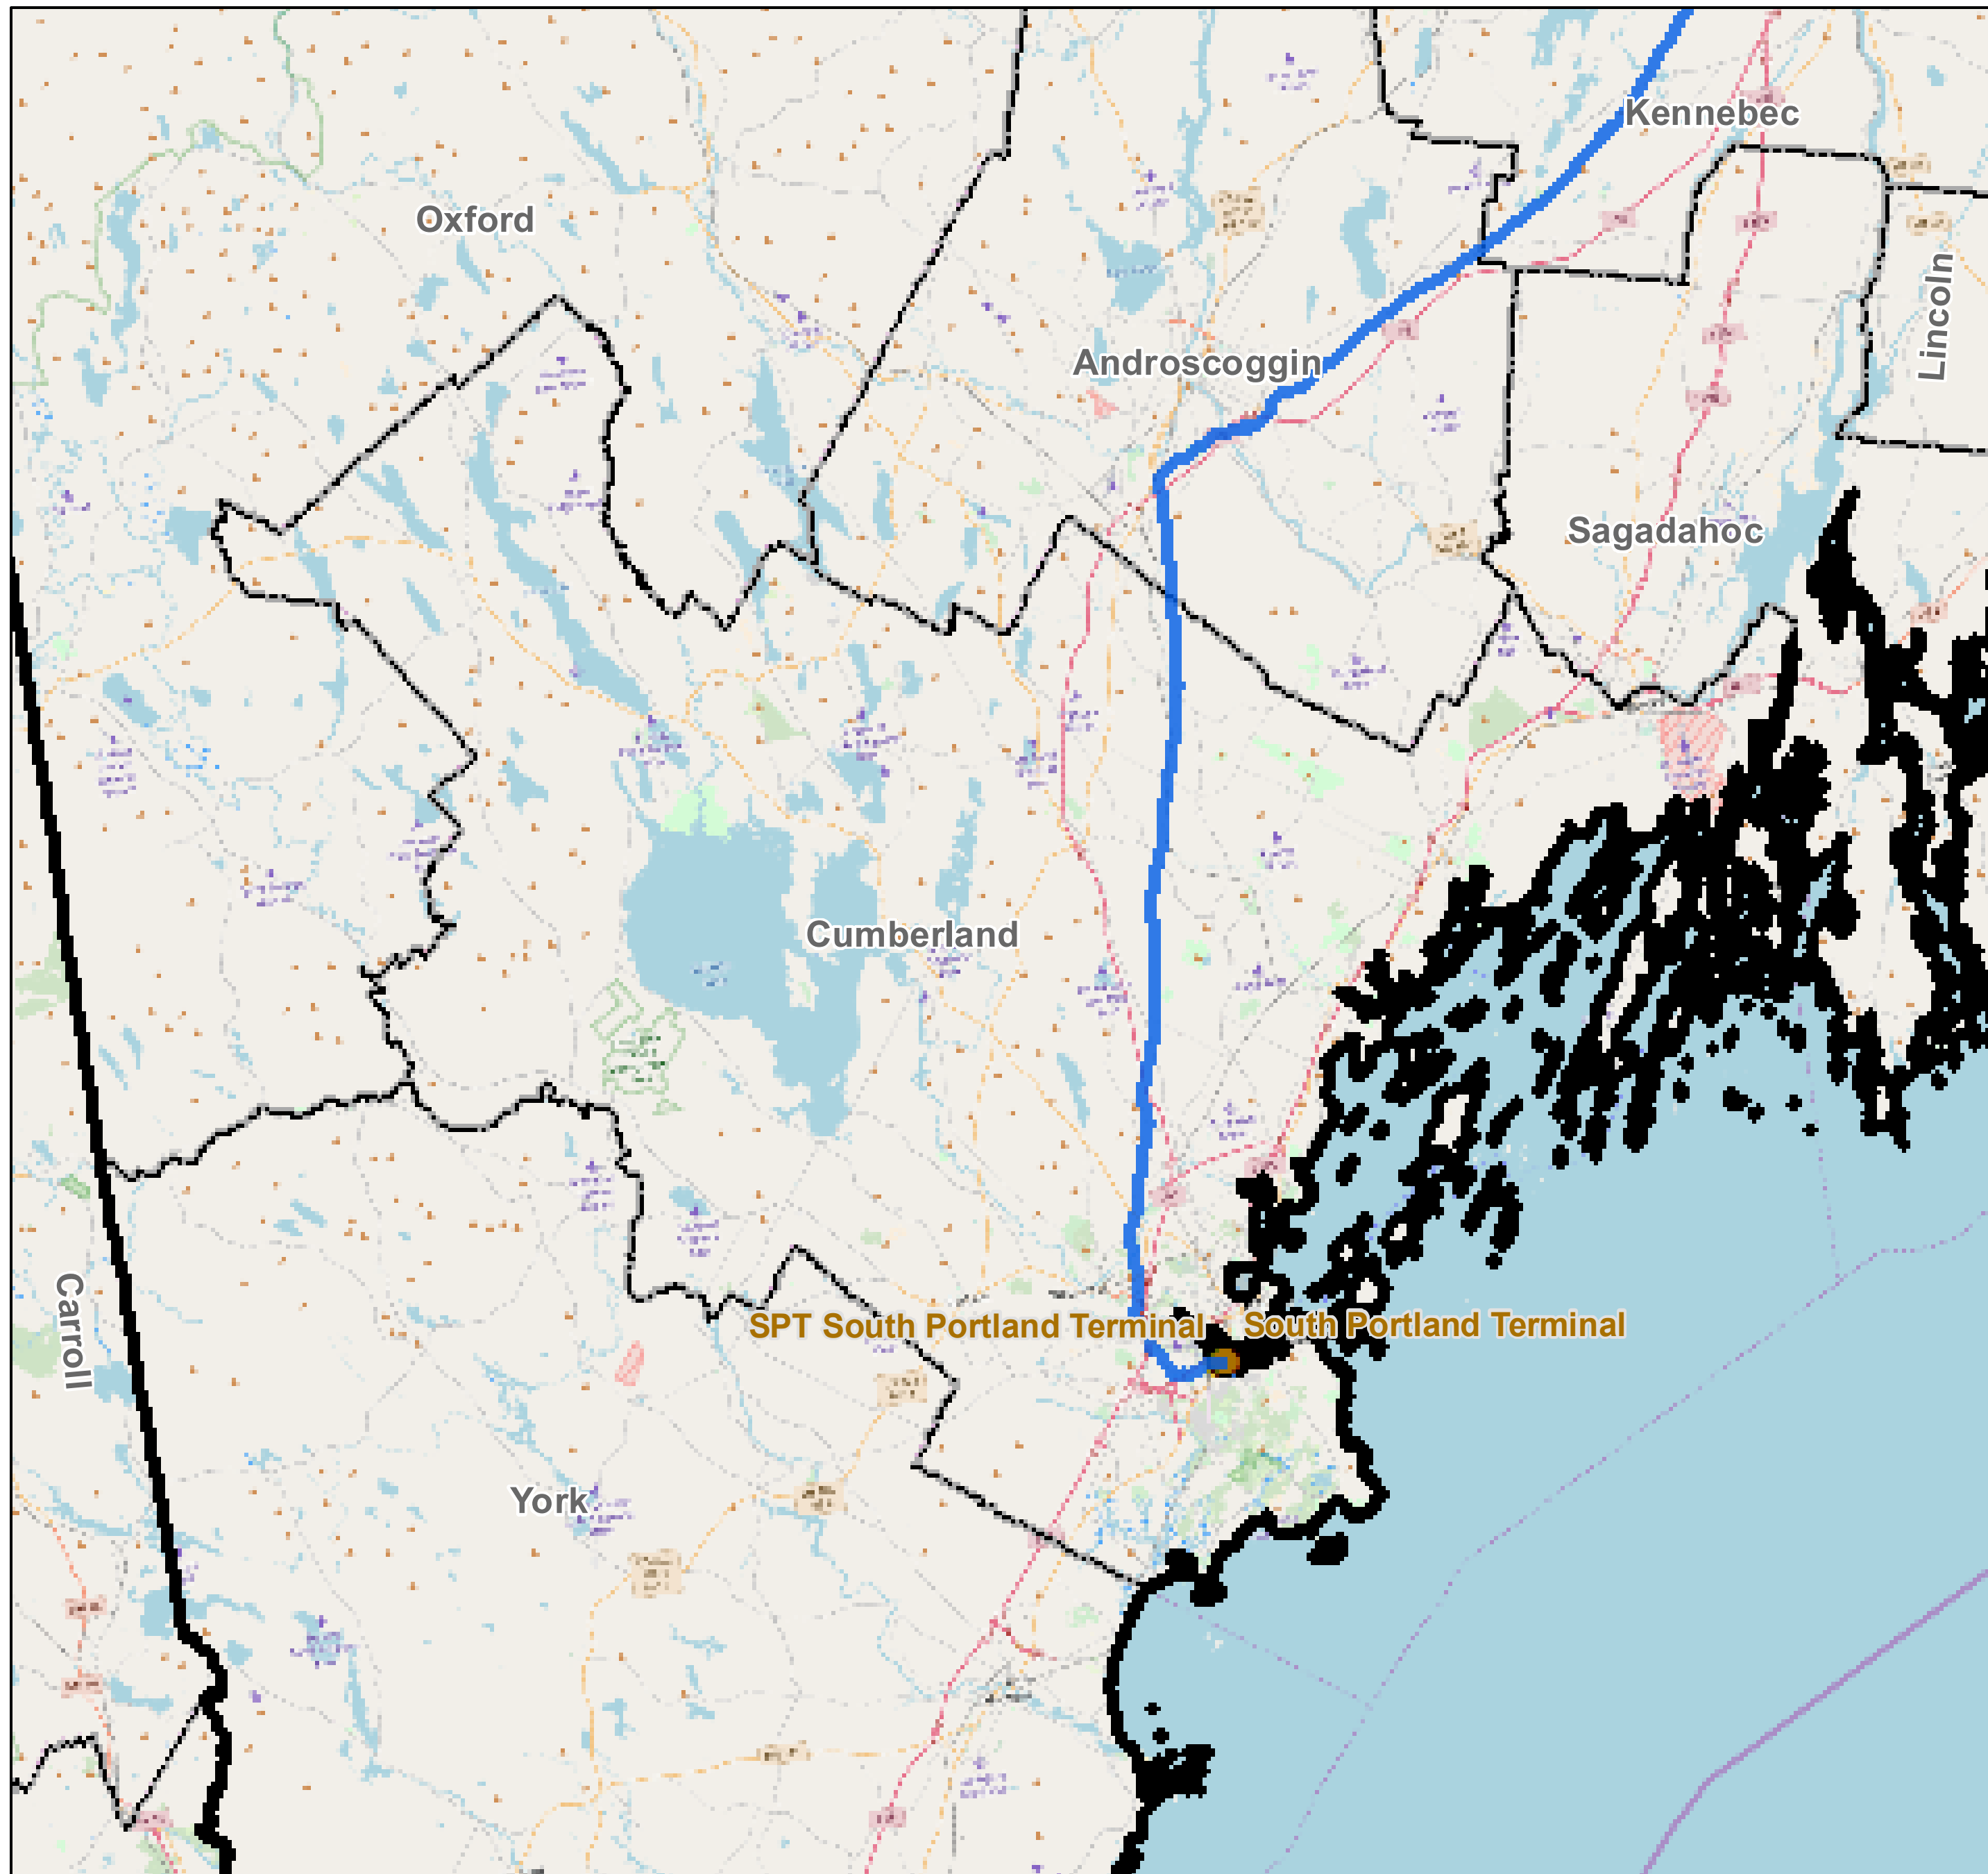 Kennebec
Oxford
Lincoln
Androscoggin
Sagadahoc
Cumberland
Carroll
SPT South Portland Terminal
South Portland Terminal
York